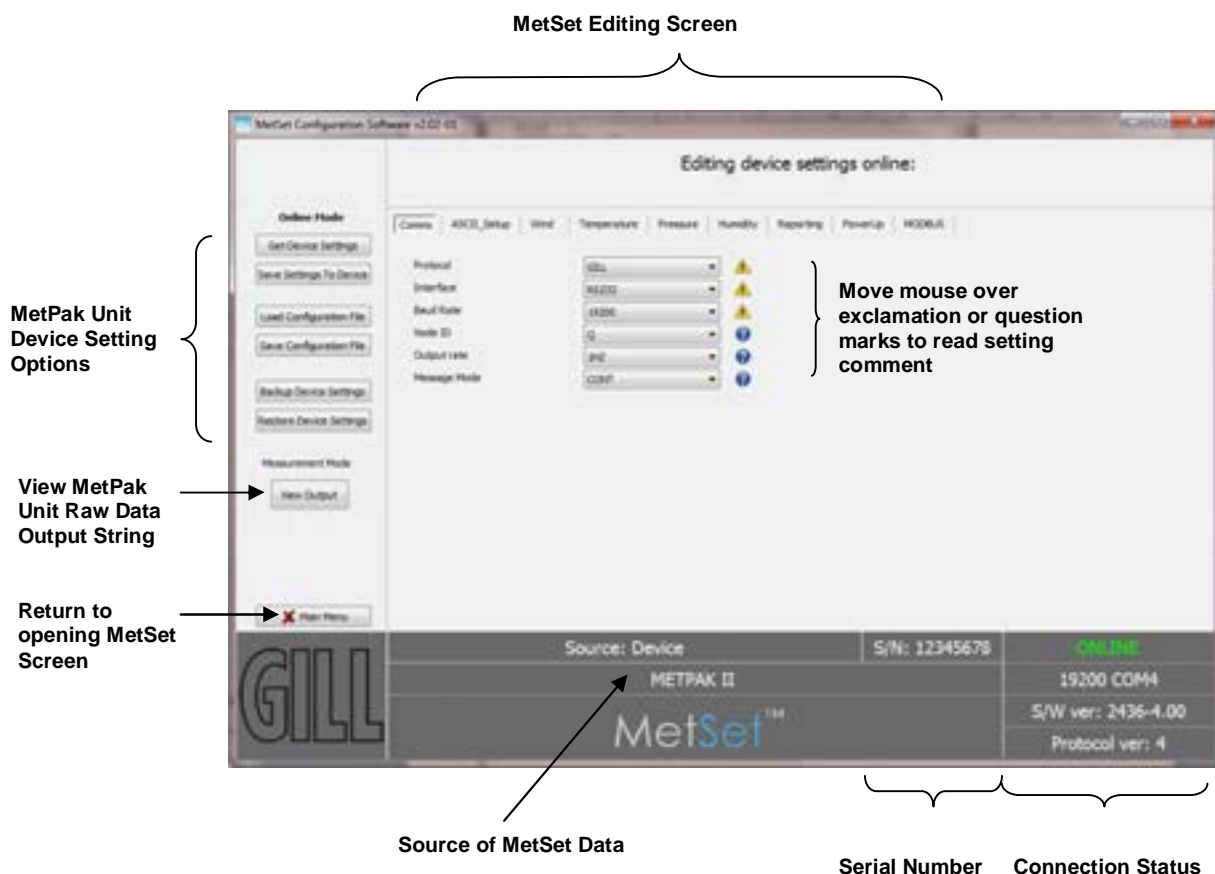 MetSet Editing Screen
MetSet Configuration Software v2.02-01
Editing device settings online:
Online Mode
Get Device Settings
Save Settings To Device
Load Configuration File
Save Configuration File
Backup Device Settings
Restore Device Settings
Measurement Mode
View Output
Main Menu
Comms ASCII_Setup Wind Temperature Pressure Humidity Reporting PowerUp MODBUS
Protocol GILL
Interface RS232
Baud Rate 19200
Node ID Q
Output rate 1HZ
Message Mode CONT
Move mouse over
exclamation or question
marks to read setting
comment
MetPak Unit
Device Setting
Options
View MetPak
Unit Raw Data
Output String
Return to
opening MetSet
Screen
GILL
Source: Device S/N: 12345678 ONLINE
METPAK II 19200 COM4
MetSet™ S/W ver: 2436-4.00
Protocol ver: 4
Source of MetSet Data
Serial Number Connection Status